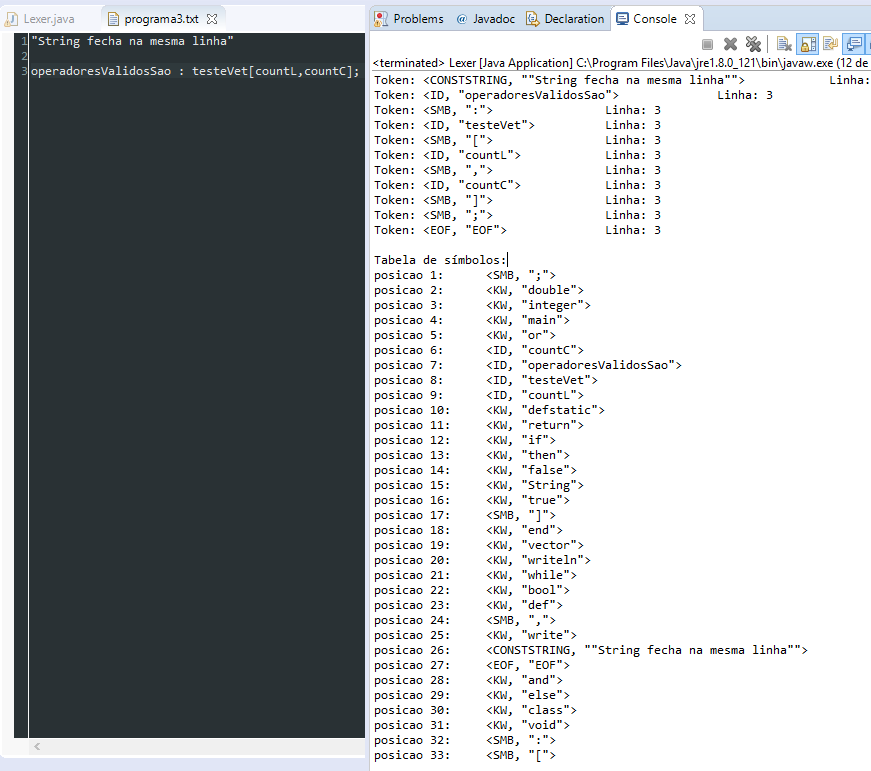 Lexer.java
programa3.txt
1 "String fecha na mesma linha"
2
3 operadoresValidosSao : testeVet[countL,countC];
Problems
@ Javadoc
Declaration
Console
<terminated> Lexer [Java Application] C:\Program Files\Java\jre1.8.0_121\bin\javaw.exe (12 de
Token: <CONSTSTRING, ""String fecha na mesma linha""> Linha:
Token: <ID, "operadoresValidosSao"> Linha: 3
Token: <SMB, ":"> Linha: 3
Token: <ID, "testeVet"> Linha: 3
Token: <SMB, "["> Linha: 3
Token: <ID, "countL"> Linha: 3
Token: <SMB, ","> Linha: 3
Token: <ID, "countC"> Linha: 3
Token: <SMB, "]"> Linha: 3
Token: <SMB, ";"> Linha: 3
Token: <EOF, "EOF"> Linha: 3
Tabela de símbolos:
posicao 1: <SMB, ";">
posicao 2: <KW, "double">
posicao 3: <KW, "integer">
posicao 4: <KW, "main">
posicao 5: <KW, "or">
posicao 6: <ID, "countC">
posicao 7: <ID, "operadoresValidosSao">
posicao 8: <ID, "testeVet">
posicao 9: <ID, "countL">
posicao 10: <KW, "defstatic">
posicao 11: <KW, "return">
posicao 12: <KW, "if">
posicao 13: <KW, "then">
posicao 14: <KW, "false">
posicao 15: <KW, "String">
posicao 16: <KW, "true">
posicao 17: <SMB, "]">
posicao 18: <KW, "end">
posicao 19: <KW, "vector">
posicao 20: <KW, "writeln">
posicao 21: <KW, "while">
posicao 22: <KW, "bool">
posicao 23: <KW, "def">
posicao 24: <SMB, ",">
posicao 25: <KW, "write">
posicao 26: <CONSTSTRING, ""String fecha na mesma linha"">
posicao 27: <EOF, "EOF">
posicao 28: <KW, "and">
posicao 29: <KW, "else">
posicao 30: <KW, "class">
posicao 31: <KW, "void">
posicao 32: <SMB, ":">
posicao 33: <SMB, "[">